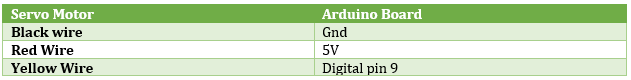 Servo Motor Arduino Board
Black wire Gnd
Red Wire 5V
Yellow Wire Digital pin 9